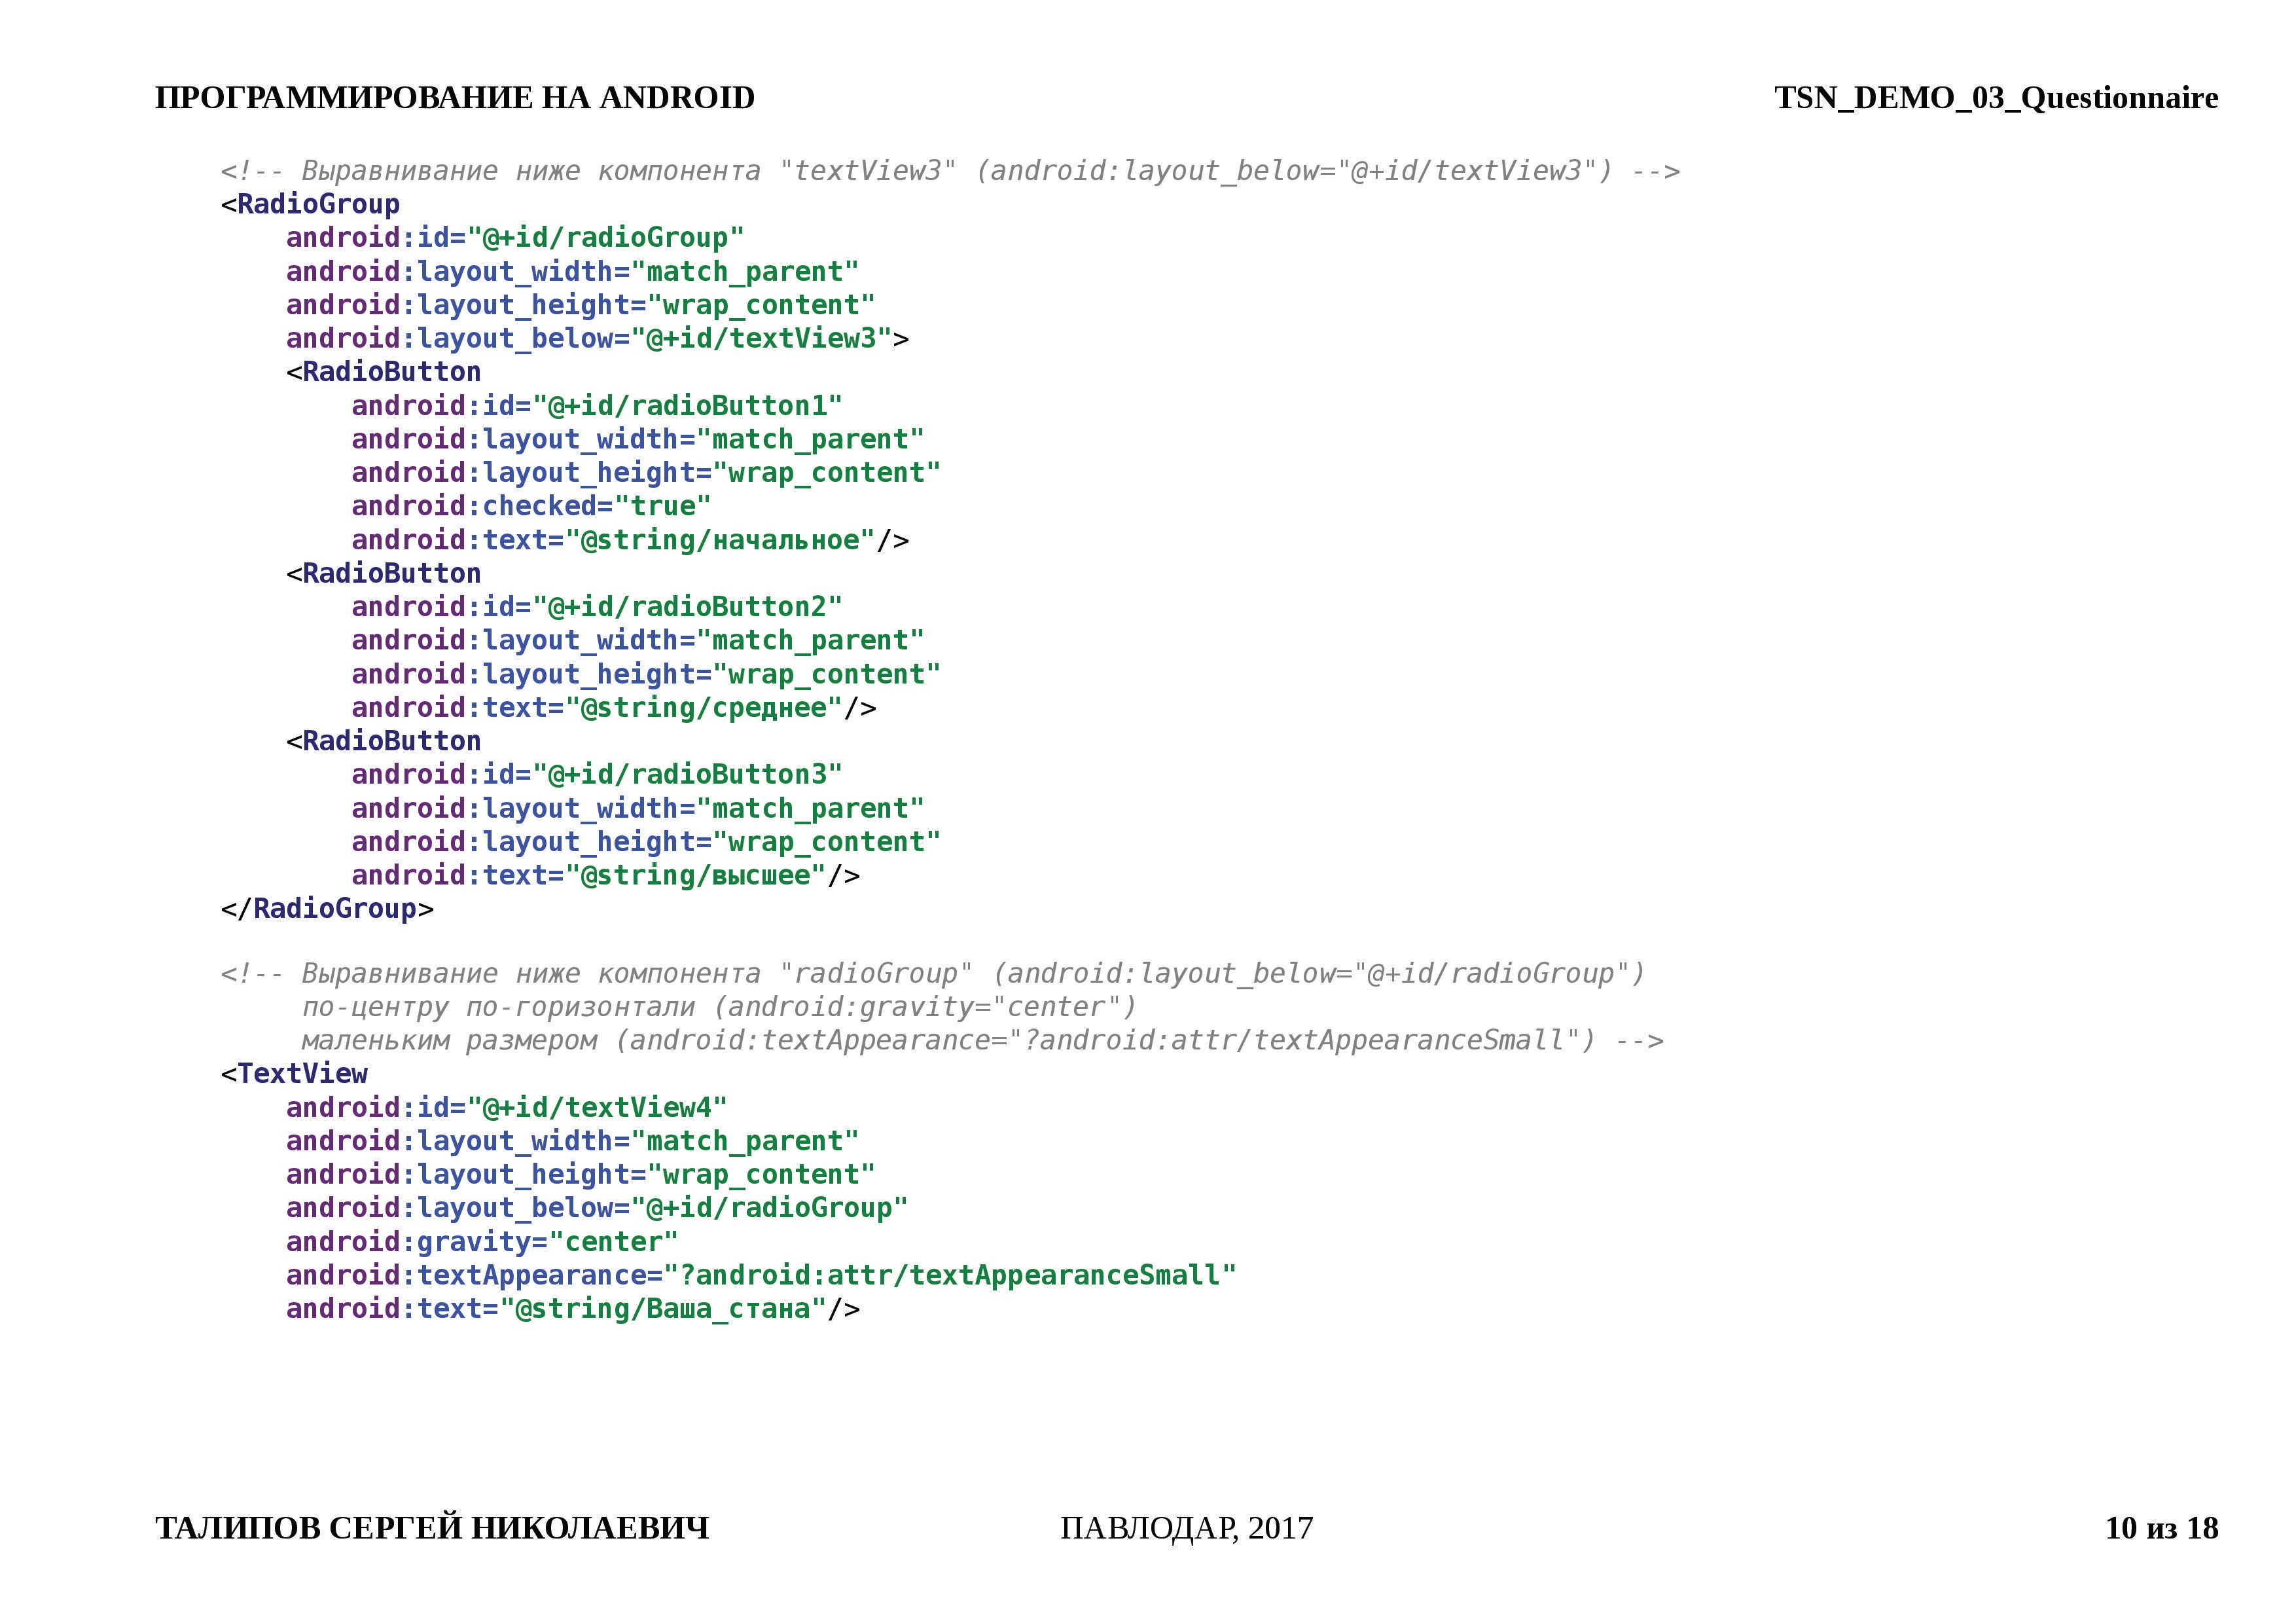 ПРОГРАММИРОВАНИЕ НА ANDROID TSN_DEMO_03_Questionnaire
<!-- Выравнивание ниже компонента "textView3" (android:layout_below="@+id/textView3") -->
<RadioGroup
    android:id="@+id/radioGroup"
    android:layout_width="match_parent"
    android:layout_height="wrap_content"
    android:layout_below="@+id/textView3">
    <RadioButton
        android:id="@+id/radioButton1"
        android:layout_width="match_parent"
        android:layout_height="wrap_content"
        android:checked="true"
        android:text="@string/начальное"/>
    <RadioButton
        android:id="@+id/radioButton2"
        android:layout_width="match_parent"
        android:layout_height="wrap_content"
        android:text="@string/среднее"/>
    <RadioButton
        android:id="@+id/radioButton3"
        android:layout_width="match_parent"
        android:layout_height="wrap_content"
        android:text="@string/высшее"/>
</RadioGroup>
<!-- Выравнивание ниже компонента "radioGroup" (android:layout_below="@+id/radioGroup")
     по-центру по-горизонтали (android:gravity="center")
     маленьким размером (android:textAppearance="?android:attr/textAppearanceSmall") -->
<TextView
    android:id="@+id/textView4"
    android:layout_width="match_parent"
    android:layout_height="wrap_content"
    android:layout_below="@+id/radioGroup"
    android:gravity="center"
    android:textAppearance="?android:attr/textAppearanceSmall"
    android:text="@string/Ваша_стана"/>
ТАЛИПОВ СЕРГЕЙ НИКОЛАЕВИЧ ПАВЛОДАР, 2017 10 из 18